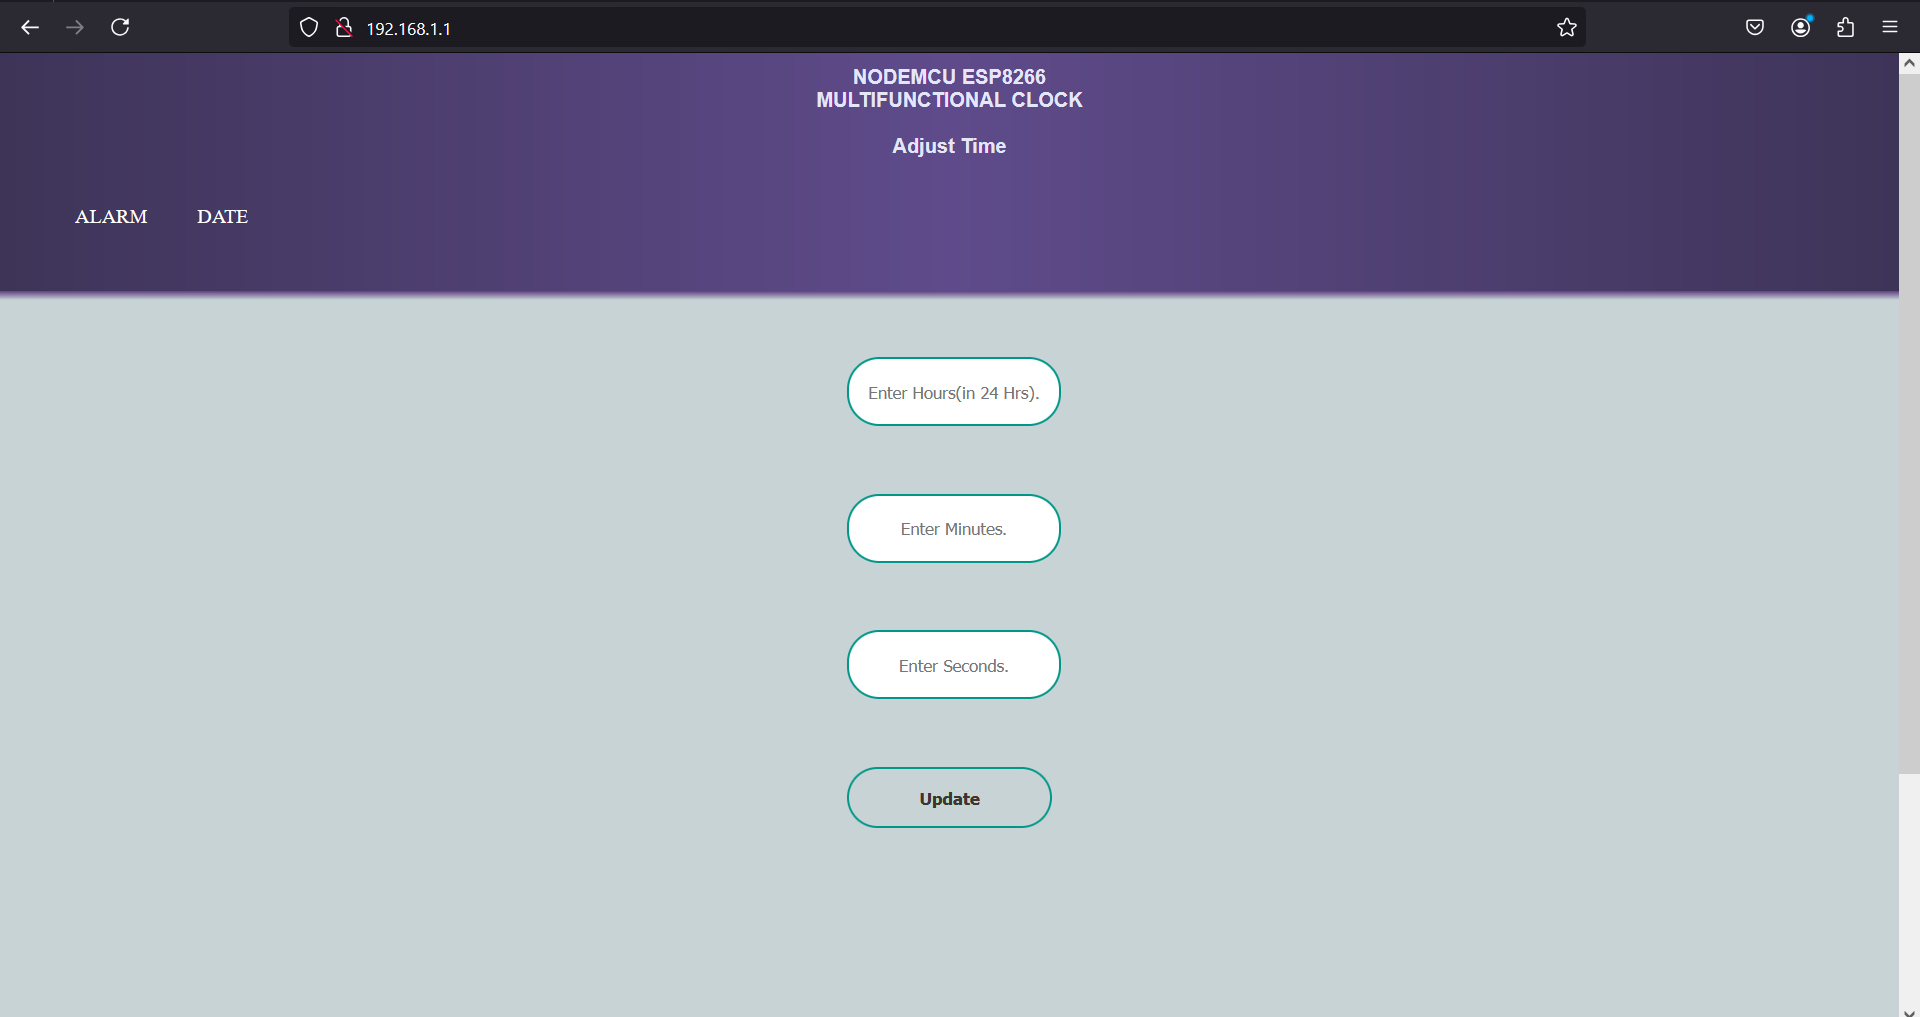 192.168.1.1
NODEMCU ESP8266
MULTIFUNCTIONAL CLOCK
Adjust Time
ALARM DATE
Enter Hours(in 24 Hrs).
Enter Minutes.
Enter Seconds.
Update